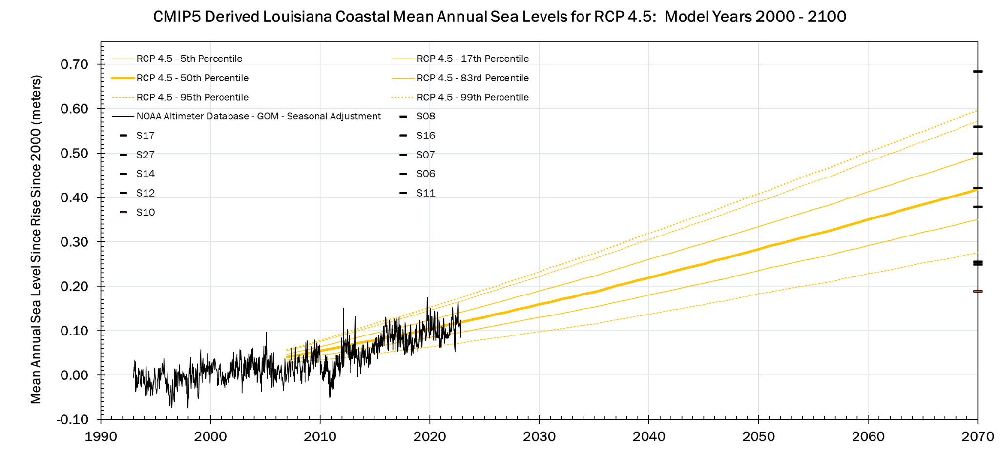 CMIP5 Derived Louisiana Coastal Mean Annual Sea Levels for RCP 4.5:  Model Years 2000 - 2100
Mean Annual Sea Level Since Rise Since 2000 (meters)
0.70
0.60
0.50
0.40
0.30
0.20
0.10
0.00
-0.10
RCP 4.5 - 5th Percentile
RCP 4.5 - 17th Percentile
RCP 4.5 - 50th Percentile
RCP 4.5 - 83rd Percentile
RCP 4.5 - 95th Percentile
RCP 4.5 - 99th Percentile
NOAA Altimeter Database - GOM - Seasonal Adjustment
S08
S17
S16
S27
S07
S14
S06
S12
S11
S10
1990 2000 2010 2020 2030 2040 2050 2060 2070